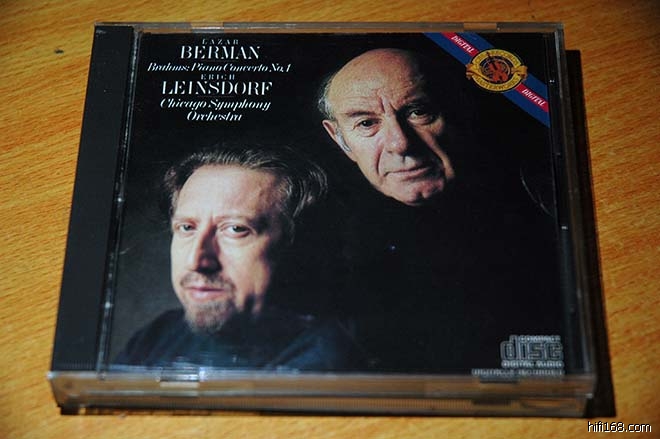 LAZAR
BERMAN
Brahms: Piano Concerto No. 1
ERICH
LEINSDORF
Chicago Symphony
Orchestra
DIGITAL
DIGITAL
COMPACT
disc
DIGITAL AUDIO
hifi168.com